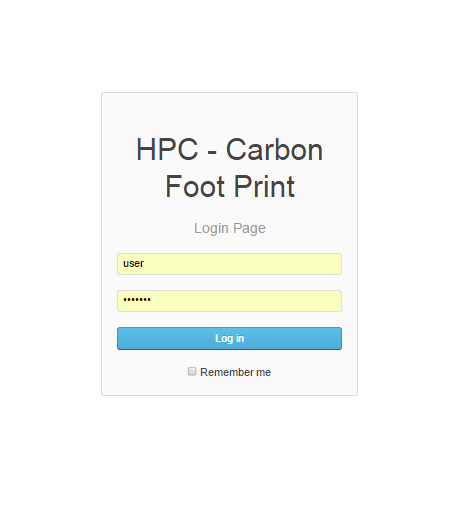 HPC - Carbon
Foot Print
Login Page
user
•••••••
Log in
Remember me